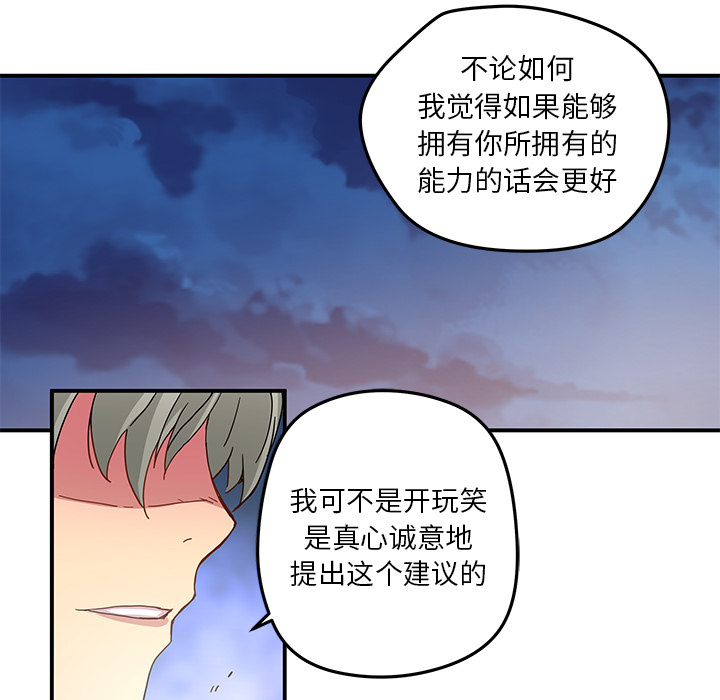 不论如何
我觉得如果能够
拥有你所拥有的
能力的话会更好
我可不是开玩笑
是真心诚意地
提出这个建议的